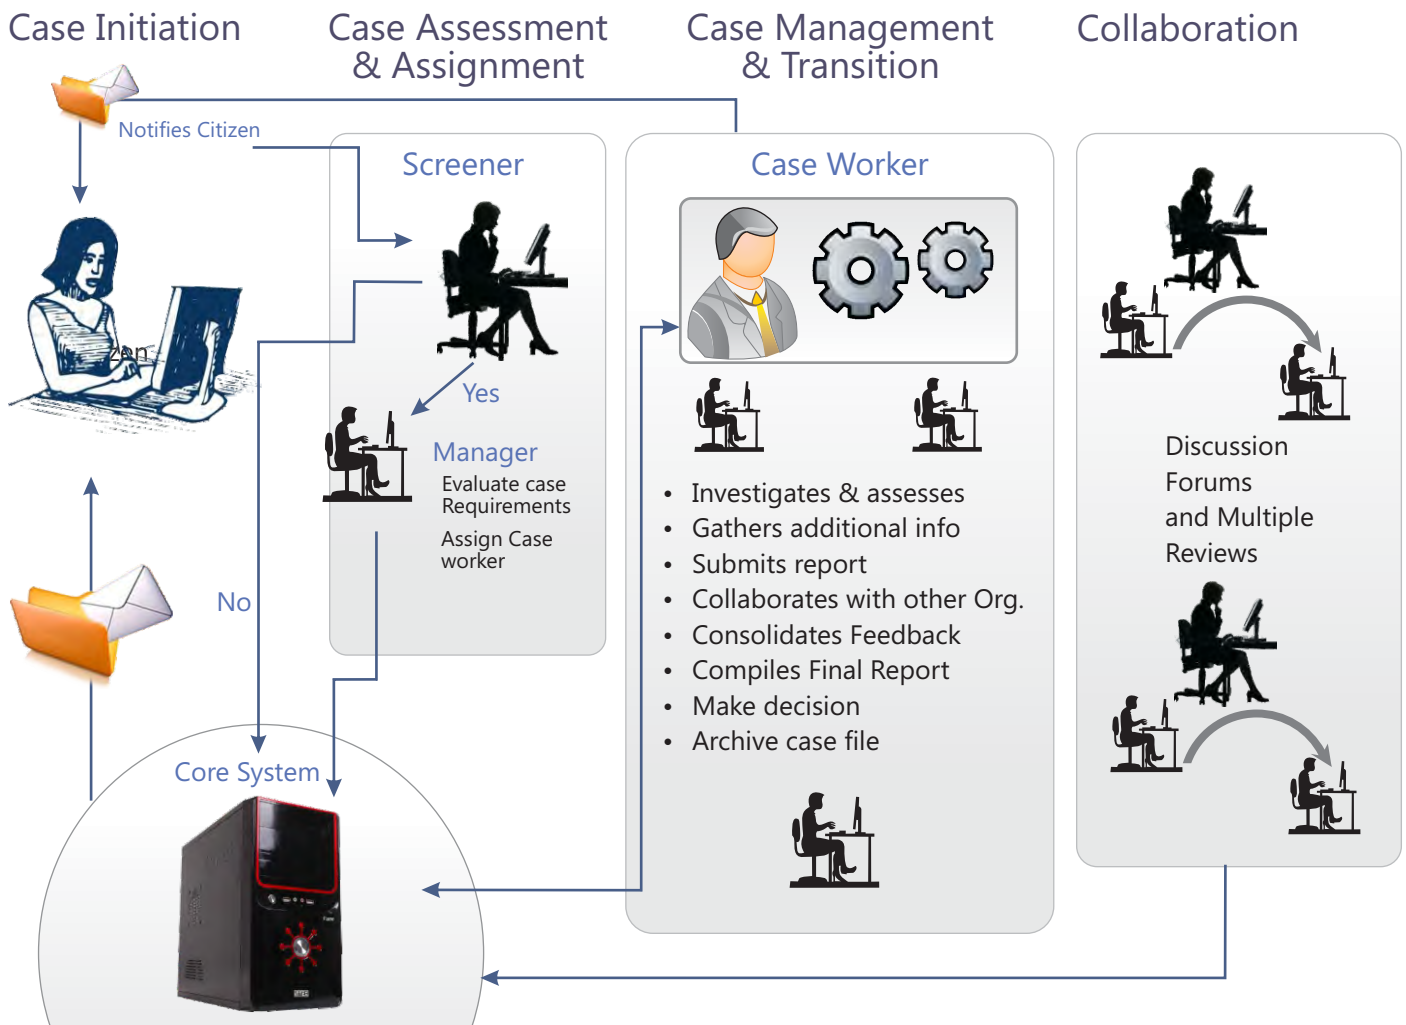 Case Initiation
Case Assessment
& Assignment
Case Management
& Transition
Collaboration
Notifies Citizen
zen
Screener
Yes
Manager
Evaluate case
Requirements
Assign Case
worker
No
Core System
Case Worker
• Investigates & assesses
• Gathers additional info
• Submits report
• Collaborates with other Org.
• Consolidates Feedback
• Compiles Final Report
• Make decision
• Archive case file
Discussion
Forums
and Multiple
Reviews